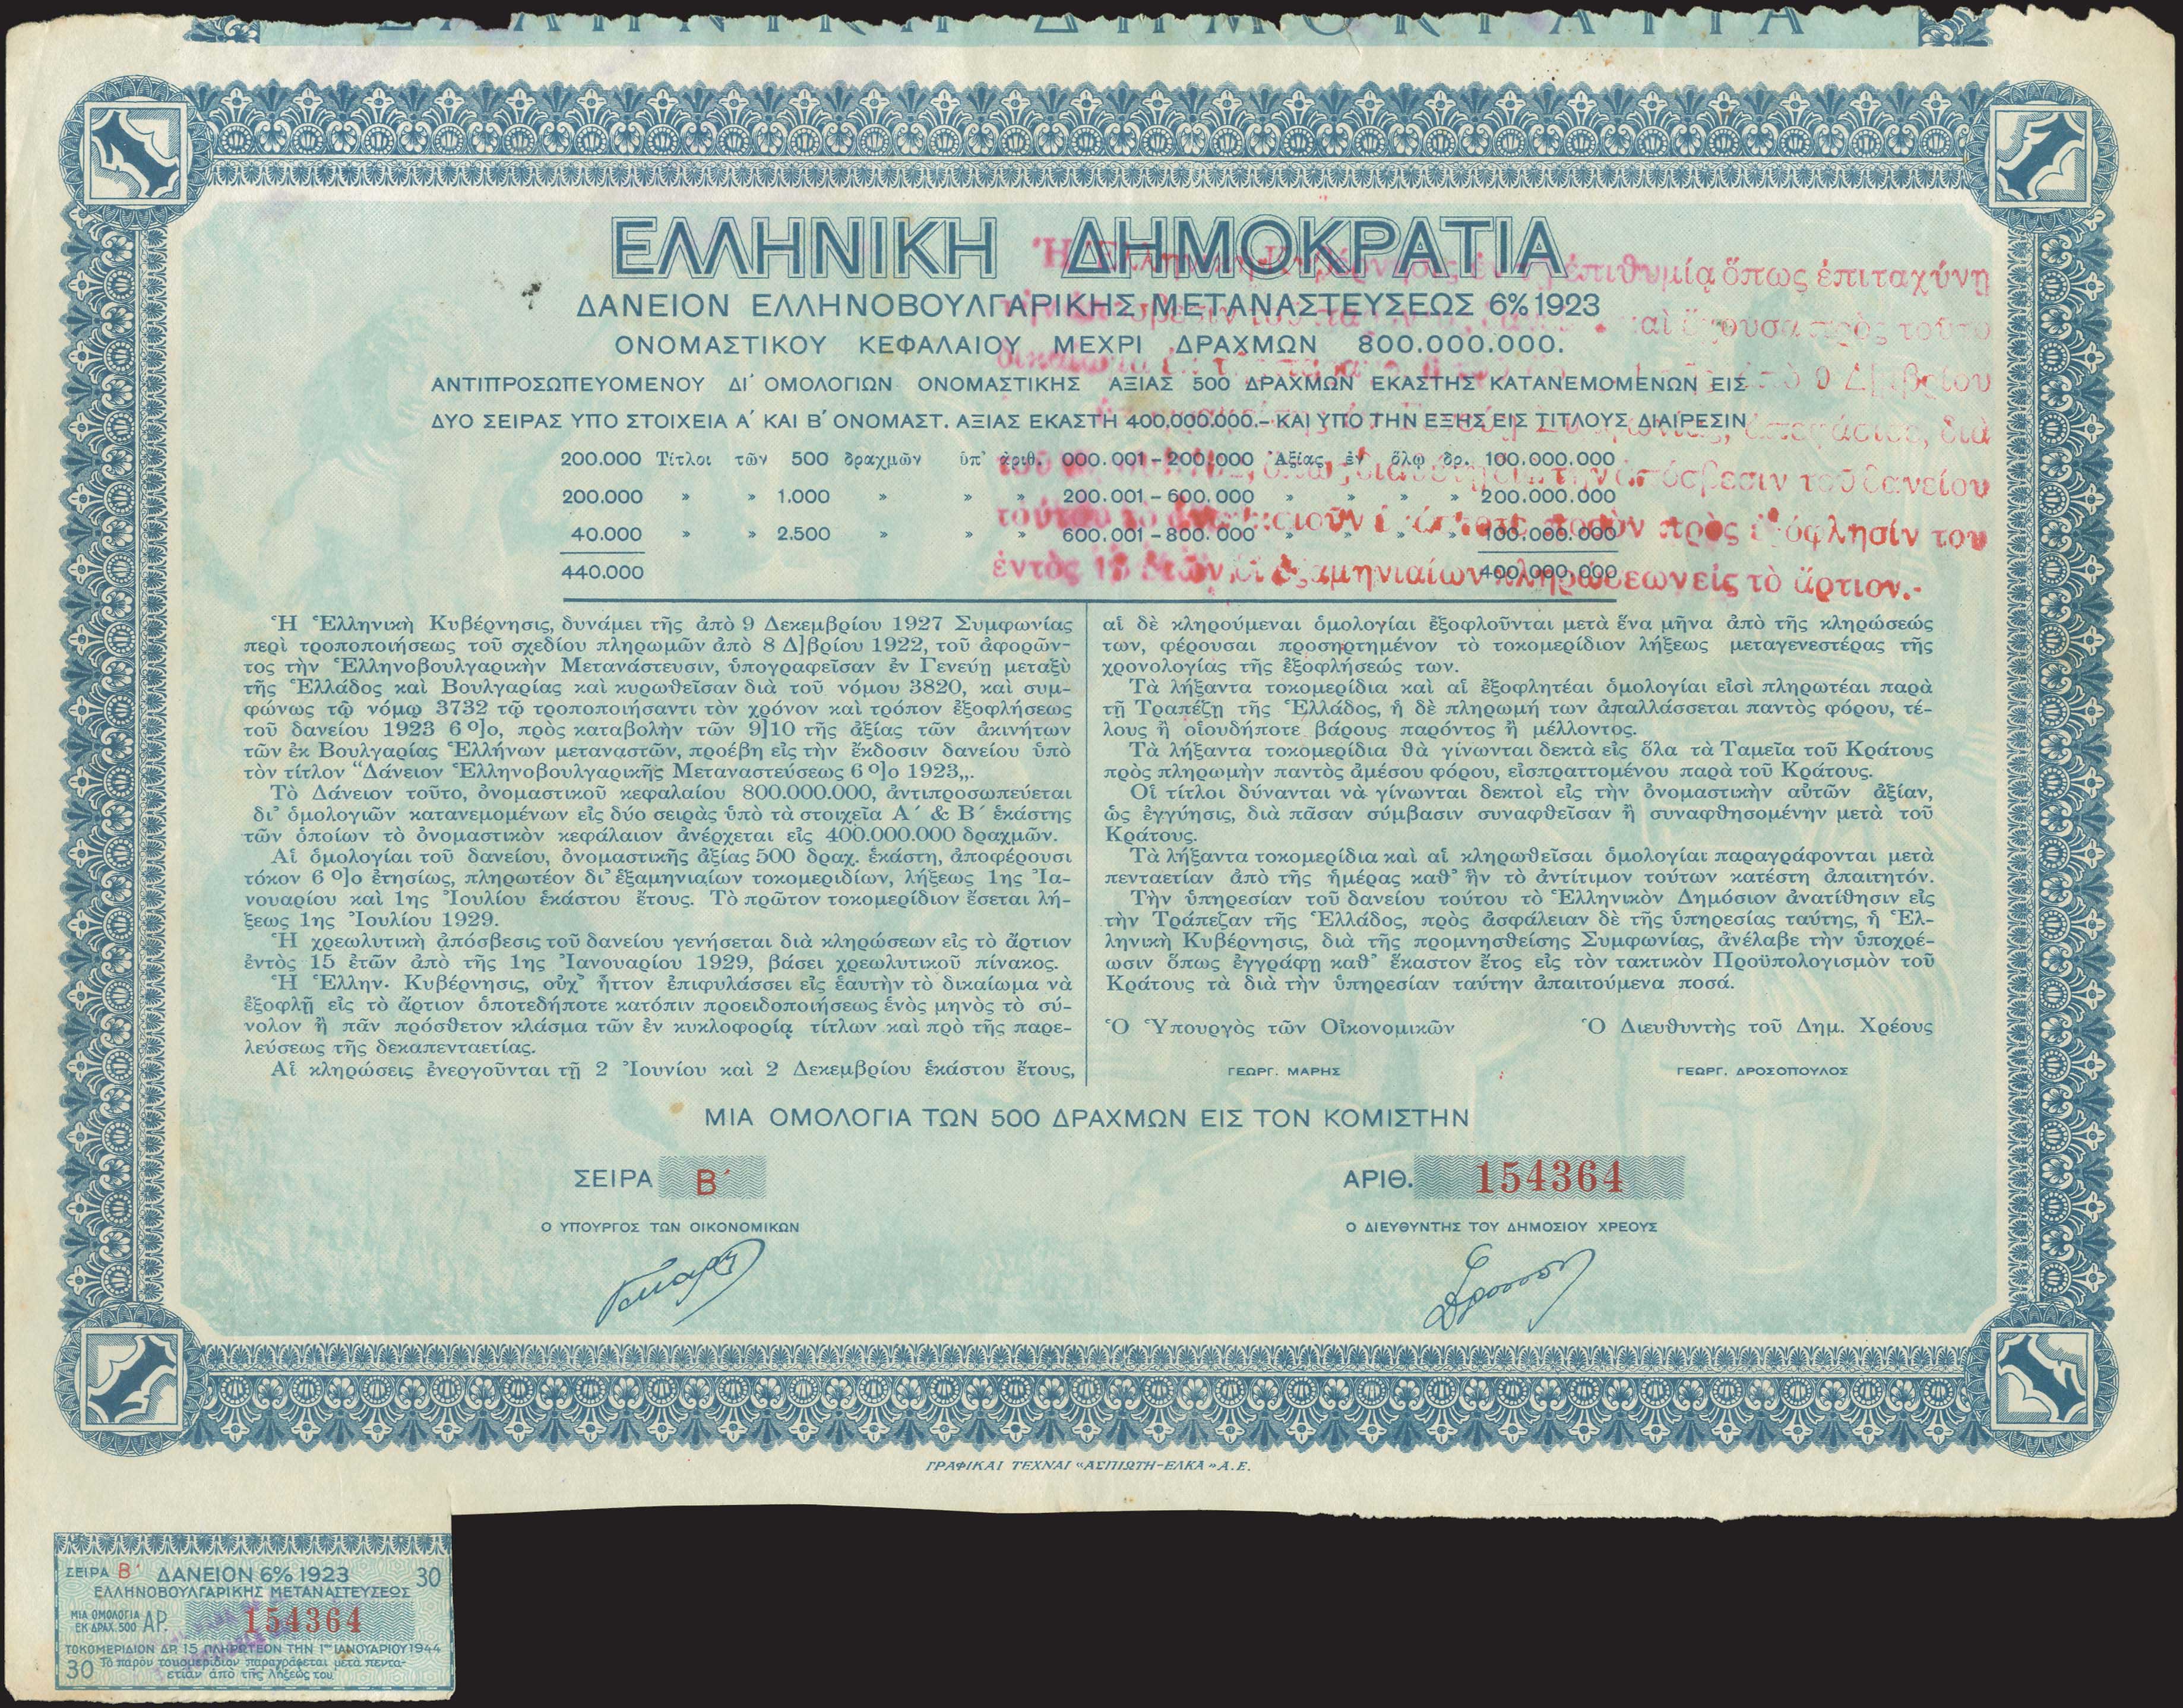 ΕΛΛΗΝΙΚΗ ΔΗΜΟΚΡΑΤΙΑ
ΕΛΛΗΝΙΚΗ ΔΗΜΟΚΡΑΤΙΑ
ΔΑΝΕΙΟΝ ΕΛΛΗΝΟΒΟΥΛΓΑΡΙΚΗΣ ΜΕΤΑΝΑΣΤΕΥΣΕΩΣ 6% 1923
ΟΝΟΜΑΣΤΙΚΟΥ ΚΕΦΑΛΑΙΟΥ ΜΕΧΡΙ ΔΡΑΧΜΩΝ 800.000.000.
ΑΝΤΙΠΡΟΣΩΠΕΥΟΜΕΝΟΥ ΔΙ' ΟΜΟΛΟΓΙΩΝ ΟΝΟΜΑΣΤΙΚΗΣ ΑΞΙΑΣ 500 ΔΡΑΧΜΩΝ ΕΚΑΣΤΗΣ ΚΑΤΑΝΕΜΟΜΕΝΩΝ ΕΙΣ
ΔΥΟ ΣΕΙΡΑΣ ΥΠΟ ΣΤΟΙΧΕΙΑ Α΄ ΚΑΙ Β΄ ΟΝΟΜΑΣΤ. ΑΞΙΑΣ ΕΚΑΣΤΗ 400.000.000.– ΚΑΙ ΥΠΟ ΤΗΝ ΕΞΗΣ ΕΙΣ ΤΙΤΛΟΥΣ ΔΙΑΙΡΕΣΙΝ
200.000 Τίτλοι τῶν 500 δραχμῶν ὑπ' ἀριθ. 000.001 – 200.000 Ἀξίας ἐν ὅλῳ δρ. 100.000.000
200.000 » » 1.000 » » » 200.001 – 600.000 » » » » 200.000.000
40.000 » » 2.500 » » » 600.001 – 800.000 » » » » 100.000.000
440.000 400.000.000
Ἡ Ἑλληνικὴ
ἐπιθυμίᾳ ὅπως ἐπιταχύνῃ
πρὸς τοῦτο
διὰ
τοῦ δανείου
πρὸς ἐξόφλησίν του
ἐντὸς 15 ἐτῶν, δι' ἑξαμηνιαίων πληρώσεων εἰς τὸ ἄρτιον.-
Ἡ Ἑλληνικὴ Κυβέρνησις, δυνάμει τῆς ἀπὸ 9 Δεκεμβρίου 1927 Συμφωνίας
περὶ τροποποιήσεως τοῦ σχεδίου πληρωμῶν ἀπὸ 8 Δ]βρίου 1922, τοῦ ἀφορῶν-
τος τὴν Ἑλληνοβουλγαρικὴν Μετανάστευσιν, ὑπογραφεῖσαν ἐν Γενεύῃ μεταξὺ
τῆς Ἑλλάδος καὶ Βουλγαρίας καὶ κυρωθεῖσαν διὰ τοῦ νόμου 3820, καὶ συμ-
φώνως τῷ νόμῳ 3732 τῷ τροποποιήσαντι τὸν χρόνον καὶ τρόπον ἐξοφλήσεως
τοῦ δανείου 1923 6 ο]ο, πρὸς καταβολὴν τῶν 9]10 τῆς ἀξίας τῶν ἀκινήτων
τῶν ἐκ Βουλγαρίας Ἑλλήνων μεταναστῶν, προέβη εἰς τὴν ἔκδοσιν δανείου ὑπὸ
τὸν τίτλον “Δάνειον Ἑλληνοβουλγαρικῆς Μεταναστεύσεως 6 ο]ο 1923„.
Τὸ Δάνειον τοῦτο, ὀνομαστικοῦ κεφαλαίου 800.000.000, ἀντιπροσωπεύεται
δι' ὁμολογιῶν κατανεμομένων εἰς δύο σειρὰς ὑπὸ τὰ στοιχεῖα Α΄ & Β΄ ἑκάστης
τῶν ὁποίων τὸ ὀνομαστικὸν κεφάλαιον ἀνέρχεται εἰς 400.000.000 δραχμῶν.
Αἱ ὁμολογίαι τοῦ δανείου, ὀνομαστικῆς ἀξίας 500 δραχ. ἑκάστη, ἀποφέρουσι
τόκον 6 ο]ο ἐτησίως, πληρωτέον δι' ἑξαμηνιαίων τοκομεριδίων, λήξεως 1ης Ἰα-
νουαρίου καὶ 1ης Ἰουλίου ἑκάστου ἔτους. Τὸ πρῶτον τοκομερίδιον ἔσεται λή-
ξεως 1ης Ἰουλίου 1929.
Ἡ χρεωλυτικὴ ἀπόσβεσις τοῦ δανείου γενήσεται διὰ κληρώσεων εἰς τὸ ἄρτιον
ἐντὸς 15 ἐτῶν ἀπὸ τῆς 1ης Ἰανουαρίου 1929, βάσει χρεωλυτικοῦ πίνακος.
Ἡ Ἑλλην. Κυβέρνησις, οὐχ' ἧττον ἐπιφυλάσσει εἰς ἑαυτὴν τὸ δικαίωμα νὰ
ἐξοφλῇ εἰς τὸ ἄρτιον ὁποτεδήποτε κατόπιν προειδοποιήσεως ἑνὸς μηνὸς τὸ σύ-
νολον ἢ πᾶν πρόσθετον κλάσμα τῶν ἐν κυκλοφορίᾳ τίτλων καὶ πρὸ τῆς παρε-
λεύσεως τῆς δεκαπενταετίας.
Αἱ κληρώσεις ἐνεργοῦνται τῇ 2 Ἰουνίου καὶ 2 Δεκεμβρίου ἑκάστου ἔτους,
αἱ δὲ κληρούμεναι ὁμολογίαι ἐξοφλοῦνται μετὰ ἕνα μῆνα ἀπὸ τῆς κληρώσεώς
των, φέρουσαι προσηρτημένον τὸ τοκομερίδιον λήξεως μεταγενεστέρας τῆς
χρονολογίας τῆς ἐξοφλήσεώς των.
Τὰ λήξαντα τοκομερίδια καὶ αἱ ἐξοφλητέαι ὁμολογίαι εἰσὶ πληρωτέαι παρὰ
τῇ Τραπέζῃ τῆς Ἑλλάδος, ἡ δὲ πληρωμή των ἀπαλλάσσεται παντὸς φόρου, τέ-
λους ἢ οἱουδήποτε βάρους παρόντος ἢ μέλλοντος.
Τὰ λήξαντα τοκομερίδια θὰ γίνωνται δεκτὰ εἰς ὅλα τὰ Ταμεῖα τοῦ Κράτους
πρὸς πληρωμὴν παντὸς ἀμέσου φόρου, εἰσπραττομένου παρὰ τοῦ Κράτους.
Οἱ τίτλοι δύνανται νὰ γίνωνται δεκτοὶ εἰς τὴν ὀνομαστικὴν αὐτῶν ἀξίαν,
ὡς ἐγγύησις, διὰ πᾶσαν σύμβασιν συναφθεῖσαν ἢ συναφθησομένην μετὰ τοῦ
Κράτους.
Τὰ λήξαντα τοκομερίδια καὶ αἱ κληρωθεῖσαι ὁμολογίαι παραγράφονται μετὰ
πενταετίαν ἀπὸ τῆς ἡμέρας καθ' ἣν τὸ ἀντίτιμον τούτων κατέστη ἀπαιτητόν.
Τὴν ὑπηρεσίαν τοῦ δανείου τούτου τὸ Ἑλληνικὸν Δημόσιον ἀνατίθησιν εἰς
τὴν Τράπεζαν τῆς Ἑλλάδος, πρὸς ἀσφάλειαν δὲ τῆς ὑπηρεσίας ταύτης, ἡ Ἑλ-
ληνικὴ Κυβέρνησις, διὰ τῆς προμνησθείσης Συμφωνίας, ἀνέλαβε τὴν ὑποχρέ-
ωσιν ὅπως ἐγγράφῃ καθ' ἕκαστον ἔτος εἰς τὸν τακτικὸν Προϋπολογισμὸν τοῦ
Κράτους τὰ διὰ τὴν ὑπηρεσίαν ταύτην ἀπαιτούμενα ποσά.
Ὁ Ὑπουργὸς τῶν Οἰκονομικῶν Ὁ Διευθυντὴς τοῦ Δημ. Χρέους
ΓΕΩΡΓ. ΜΑΡΗΣ ΓΕΩΡΓ. ΔΡΟΣΟΠΟΥΛΟΣ
ΜΙΑ ΟΜΟΛΟΓΙΑ ΤΩΝ 500 ΔΡΑΧΜΩΝ ΕΙΣ ΤΟΝ ΚΟΜΙΣΤΗΝ
ΣΕΙΡΑ Β΄ ΑΡΙΘ. 154364
Ο ΥΠΟΥΡΓΟΣ ΤΩΝ ΟΙΚΟΝΟΜΙΚΩΝ Ο ΔΙΕΥΘΥΝΤΗΣ ΤΟΥ ΔΗΜΟΣΙΟΥ ΧΡΕΟΥΣ
ΓΡΑΦΙΚΑΙ ΤΕΧΝΑΙ «ΑΣΠΙΩΤΗ-ΕΛΚΑ» Α.Ε.
ΣΕΙΡΑ Β΄ ΔΑΝΕΙΟΝ 6% 1923 30
ΕΛΛΗΝΟΒΟΥΛΓΑΡΙΚΗΣ ΜΕΤΑΝΑΣΤΕΥΣΕΩΣ
ΜΙΑ ΟΜΟΛΟΓΙΑ
ΕΚ ΔΡΑΧ. 500 ΑΡ. 154364
ΤΟΚΟΜΕΡΙΔΙΟΝ ΔΡ. 15 ΠΛΗΡΩΤΕΟΝ ΤΗΝ 1ην ΙΑΝΟΥΑΡΙΟΥ 1944
30 Τὸ παρὸν τοκομερίδιον παραγράφεται μετὰ πεντα-
ετίαν ἀπὸ τῆς λήξεώς του